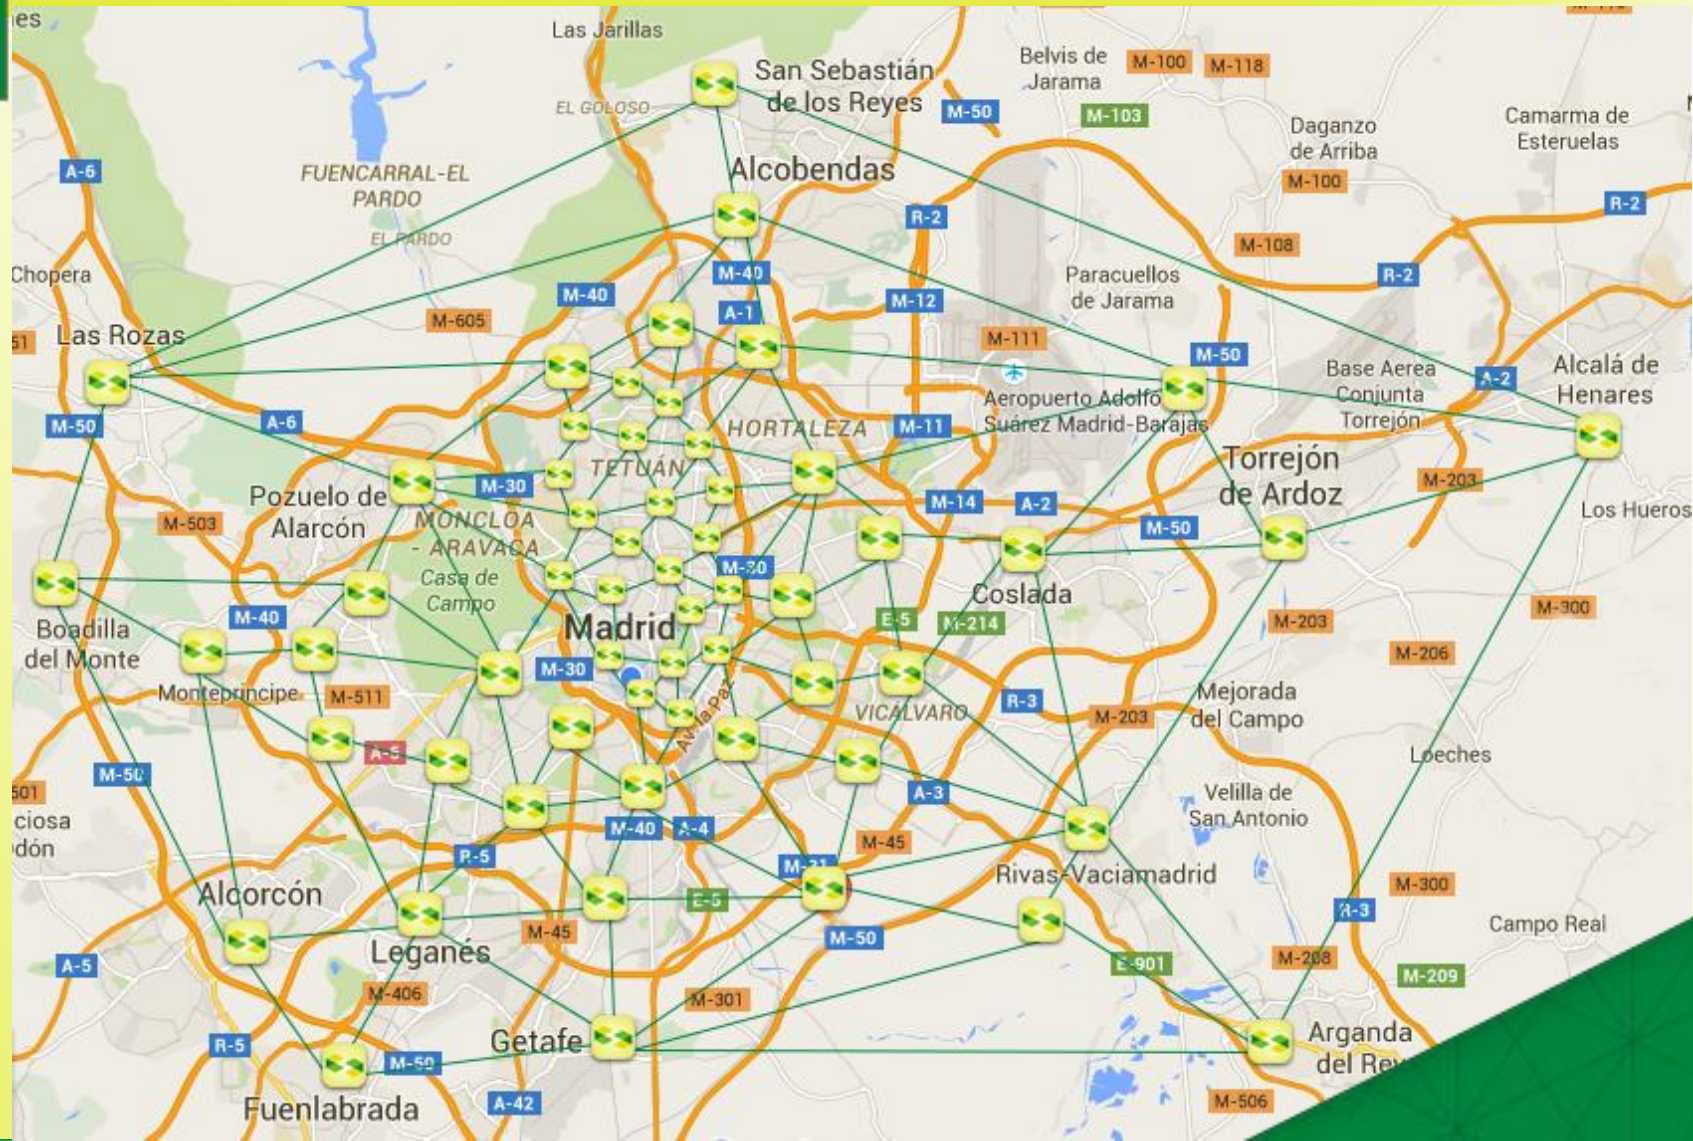 Las Jarillas
San Sebastián
de los Reyes
Belvis de
Jarama
M-100
M-118
EL GOLOSO
M-50
M-103
Camarma de
Esteruelas
Daganzo
de Arriba
A-6
FUENCARRAL-EL
PARDO
Alcobendas
M-100
R-2
R-2
EL PARDO
M-108
Chopera
M-40
Paracuellos
de Jarama
R-2
M-40
M-12
A-1
M-605
Las Rozas
M-111
M-50
Base Aerea
Conjunta
Torrejón
Alcalá de
Henares
A-2
Aeropuerto Adolfo
Suárez Madrid-Barajas
M-50
A-6
HORTALEZA
M-11
TETUÁN
Torrejón
de Ardoz
M-203
Pozuelo de
Alarcón
M-30
M-14
A-2
Los Hueros
M-503
MONCLOA
- ARAVACA
M-50
Casa de
Campo
M-30
Coslada
M-300
Boadilla
del Monte
M-40
Madrid
E-5
M-214
M-203
M-206
M-30
Monteprincipe
M-511
R-3
Mejorada
del Campo
VICÁLVARO
M-203
Av. la Paz
A-5
Loeches
M-50
A-3
Velilla de
San Antonio
M-40
A-4
M-45
R-5
M-31
Rivas-Vaciamadrid
Alcorcón
M-300
E-5
R-3
M-45
M-50
Campo Real
Leganés
A-5
E-901
M-208
M-209
M-406
M-301
Getafe
Arganda
del Rey
R-5
M-50
Fuenlabrada
A-42
M-506